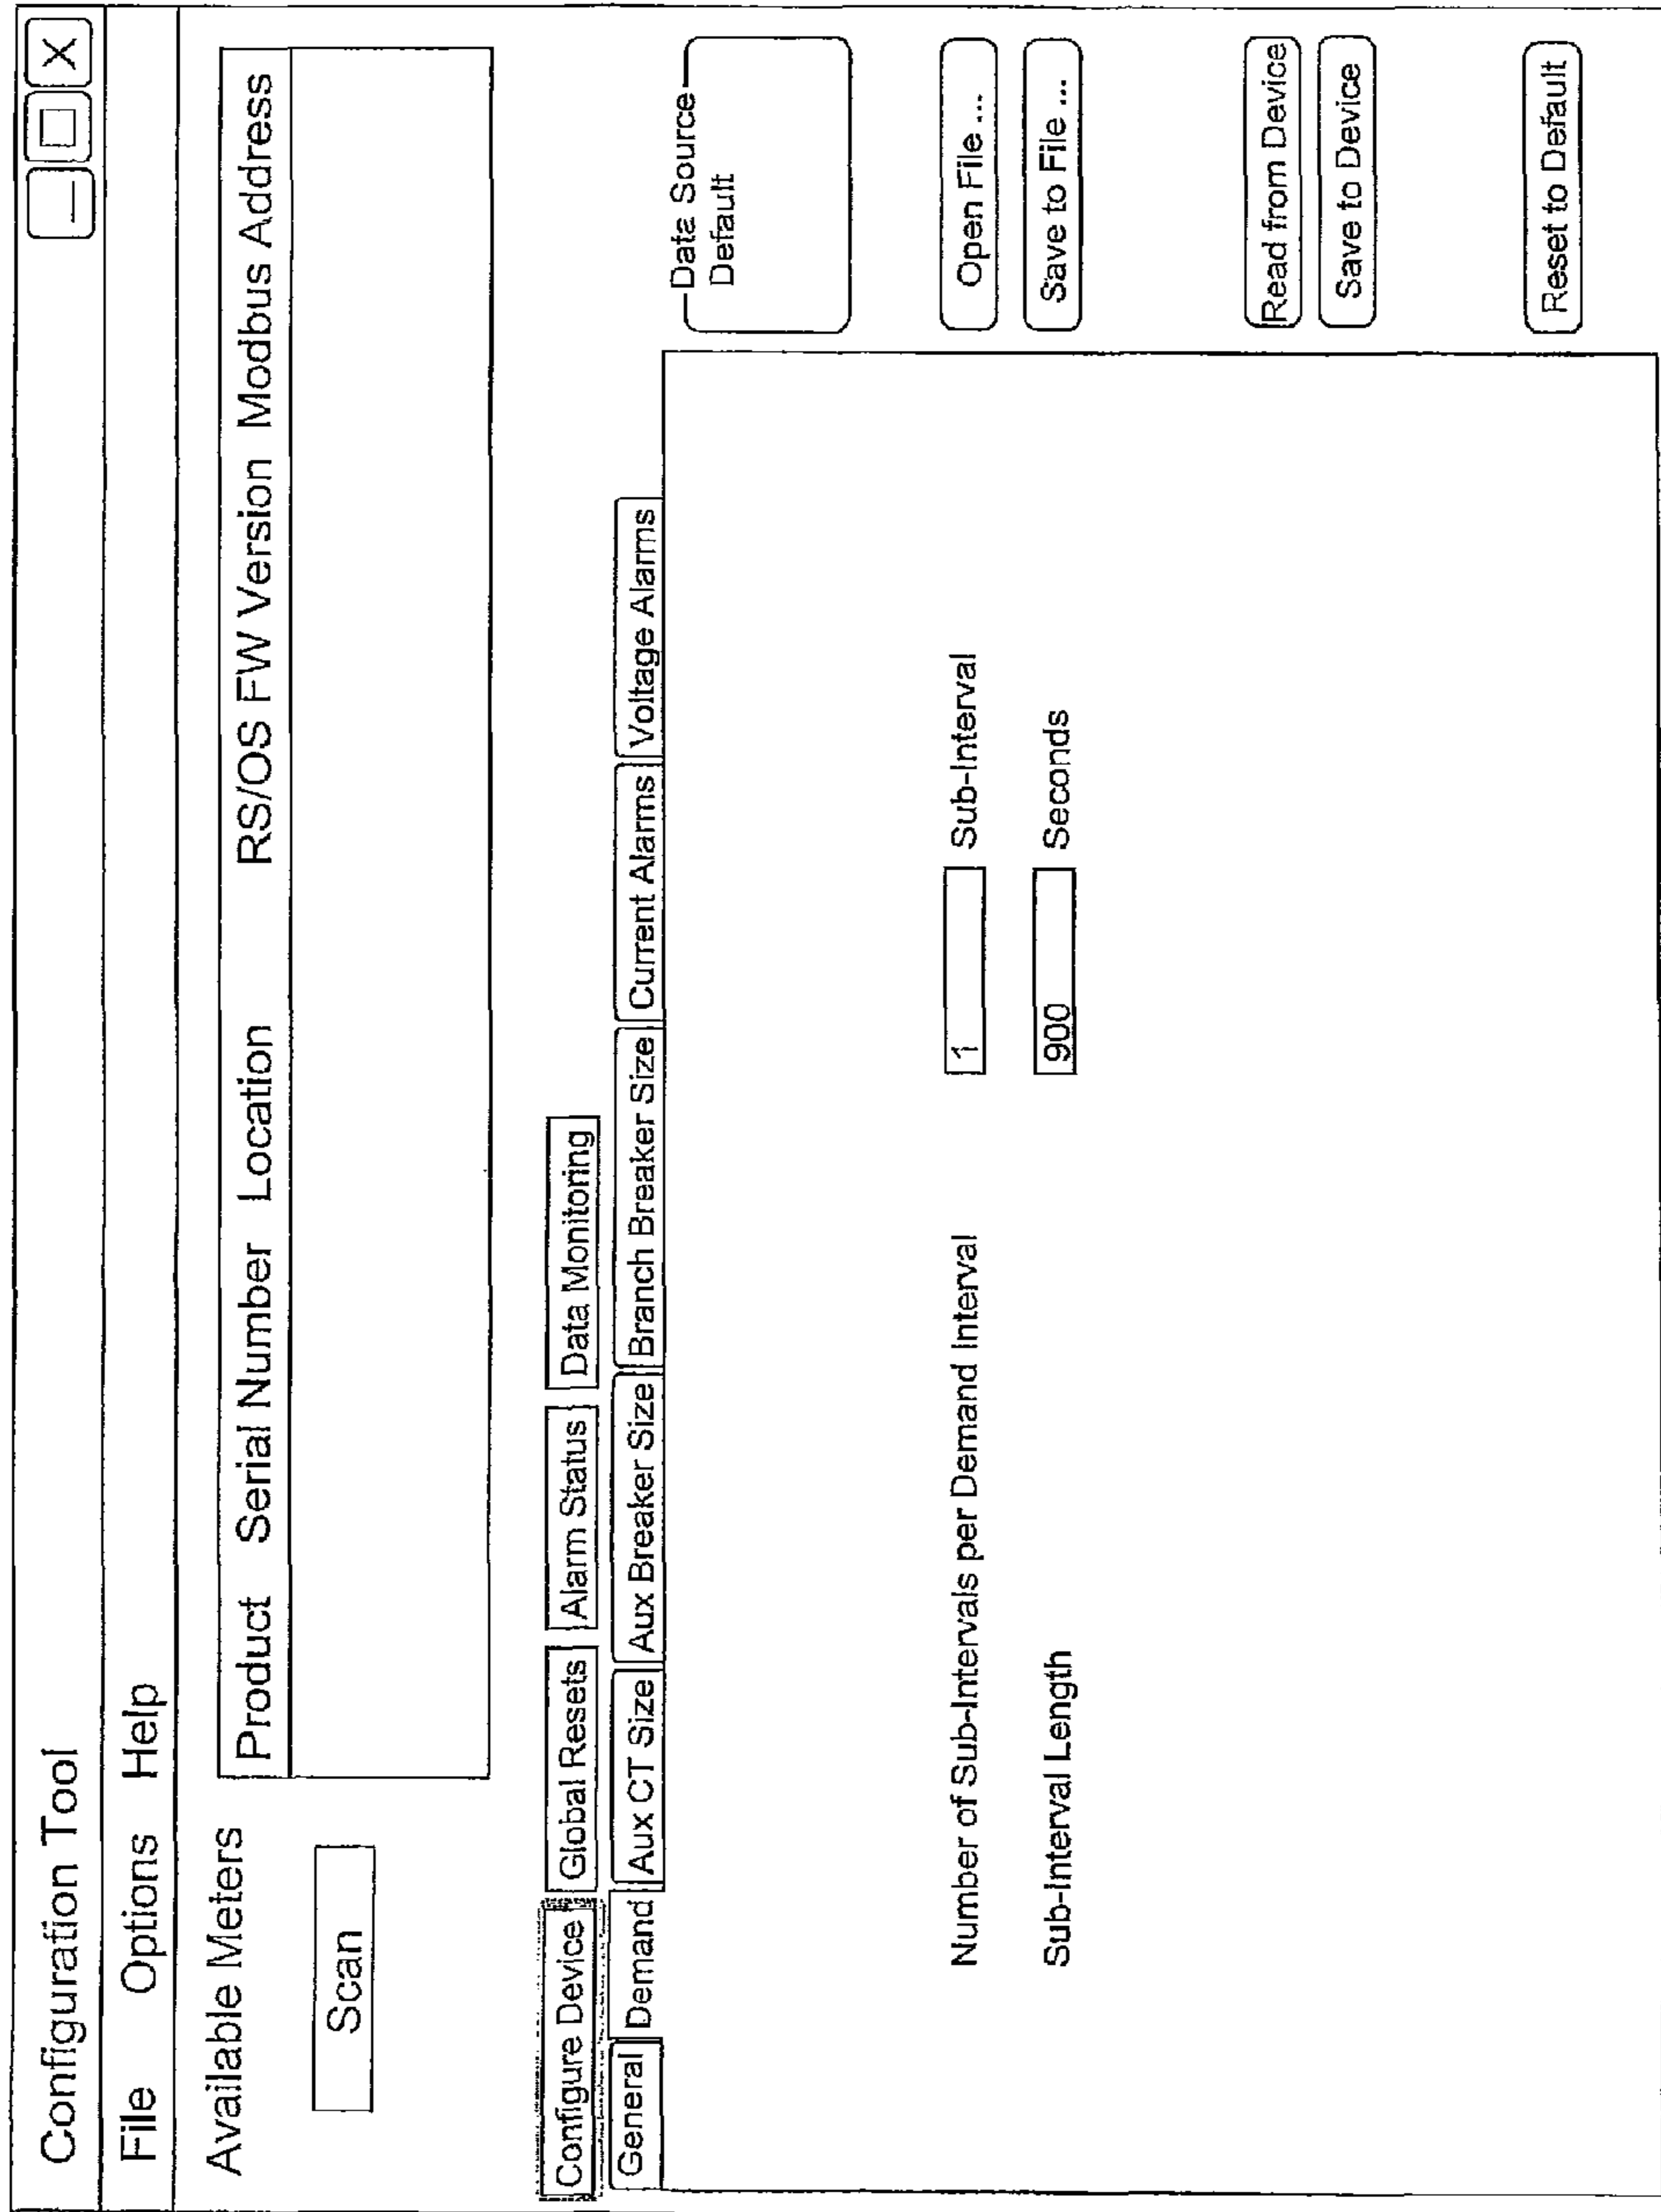 Configuration Tool
File Options Help
Available Meters
Scan
Product Serial Number Location RS/OS FW Version Modbus Address
Configure Device Global Resets Alarm Status Data Monitoring
General Demand Aux CT Size Aux Breaker Size Branch Breaker Size Current Alarms Voltage Alarms
Data Source
Default
Number of Sub-Intervals per Demand Interval 1 Sub-Interval
Sub-Interval Length 900 Seconds
Open File ...
Save to File ...
Read from Device
Save to Device
Reset to Default